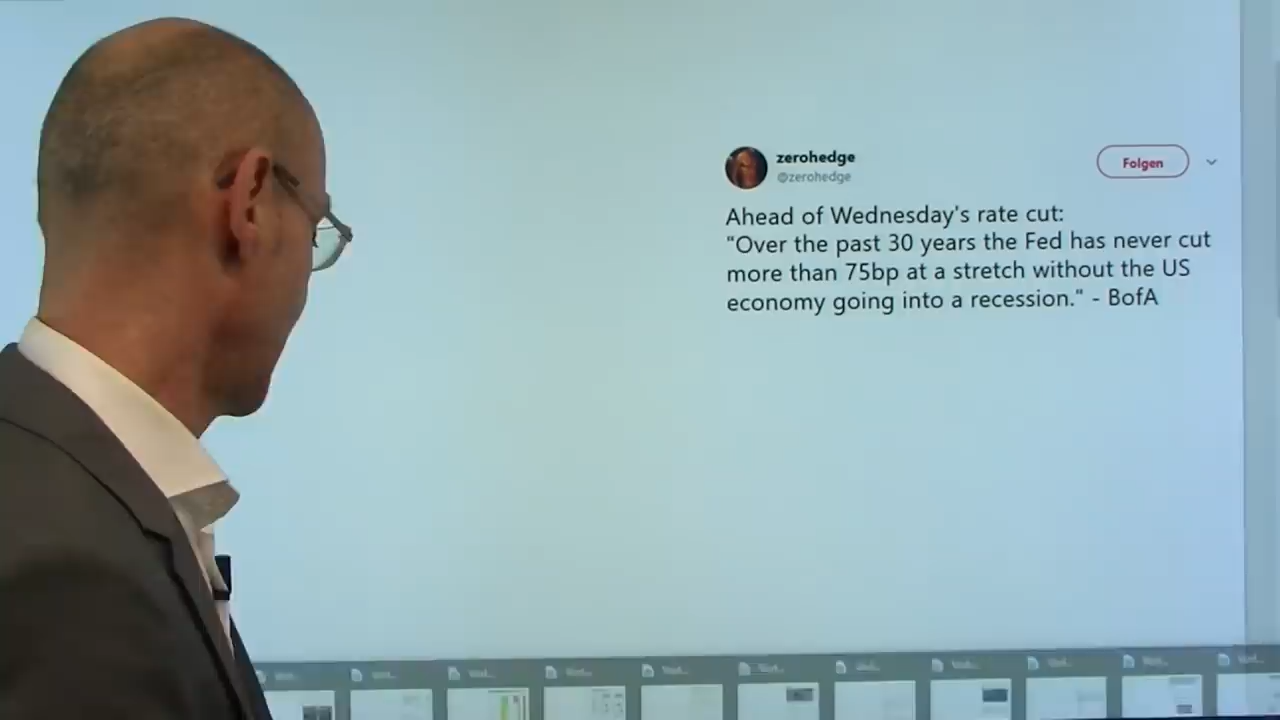 zerohedge
@zerohedge
Folgen
Ahead of Wednesday's rate cut:
"Over the past 30 years the Fed has never cut
more than 75bp at a stretch without the US
economy going into a recession." - BofA